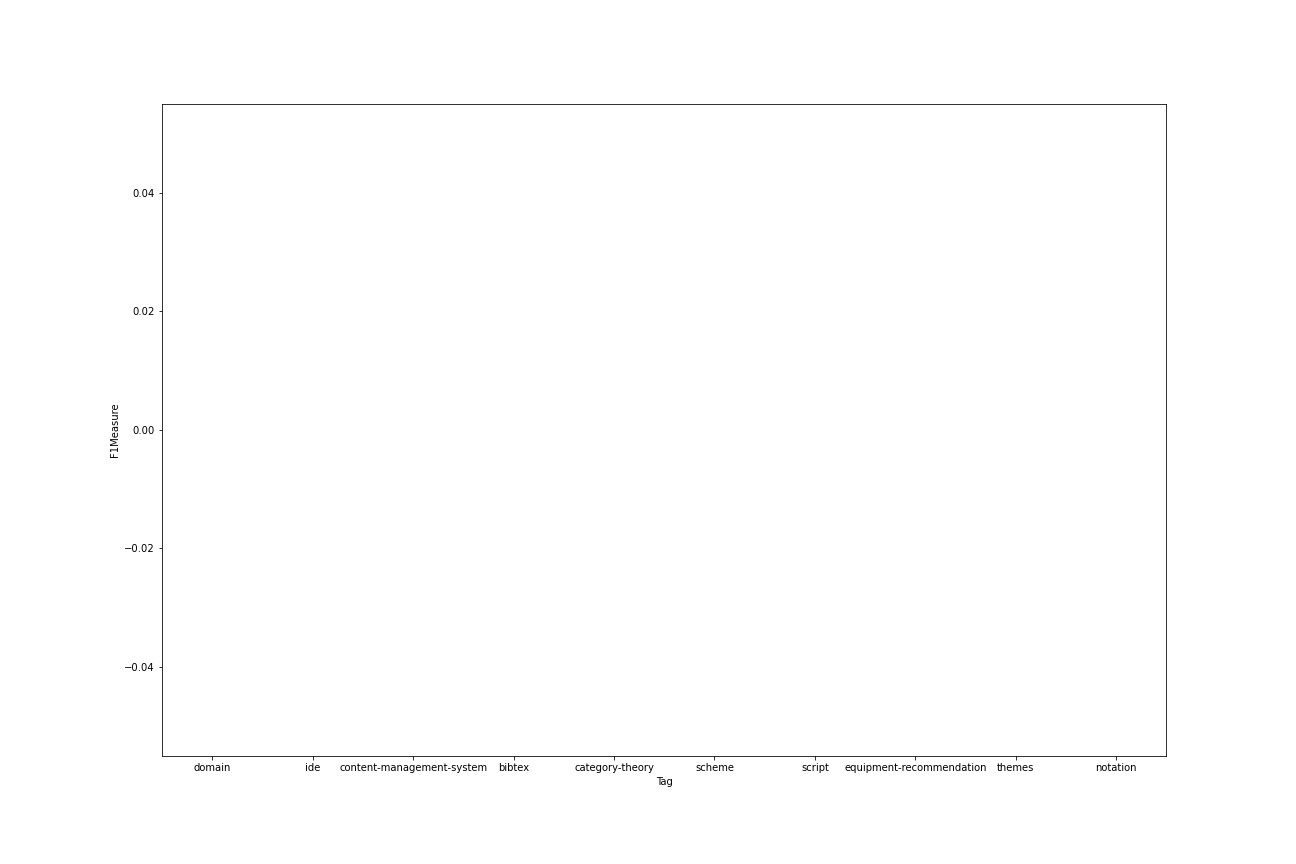 0.04
0.02
0.00
−0.02
−0.04
F1Measure
domain ide content-management-system bibtex category-theory scheme script equipment-recommendation themes notation
Tag